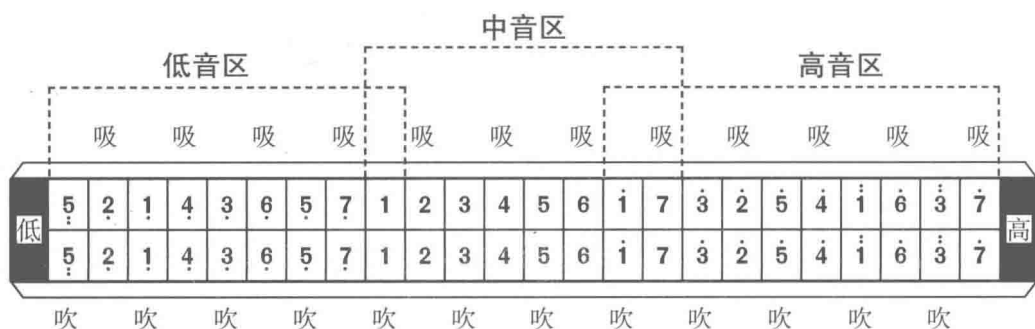 中音区
低音区 高音区
吸 吸 吸 吸 吸 吸 吸 吸 吸 吸 吸 吸
低 5 2 1 4 3 6 5 7 1 2 3 4 5 6 1 7 3 2 5 4 1 6 3 7 高
5 2 1 4 3 6 5 7 1 2 3 4 5 6 1 7 3 2 5 4 1 6 3 7
吹 吹 吹 吹 吹 吹 吹 吹 吹 吹 吹 吹